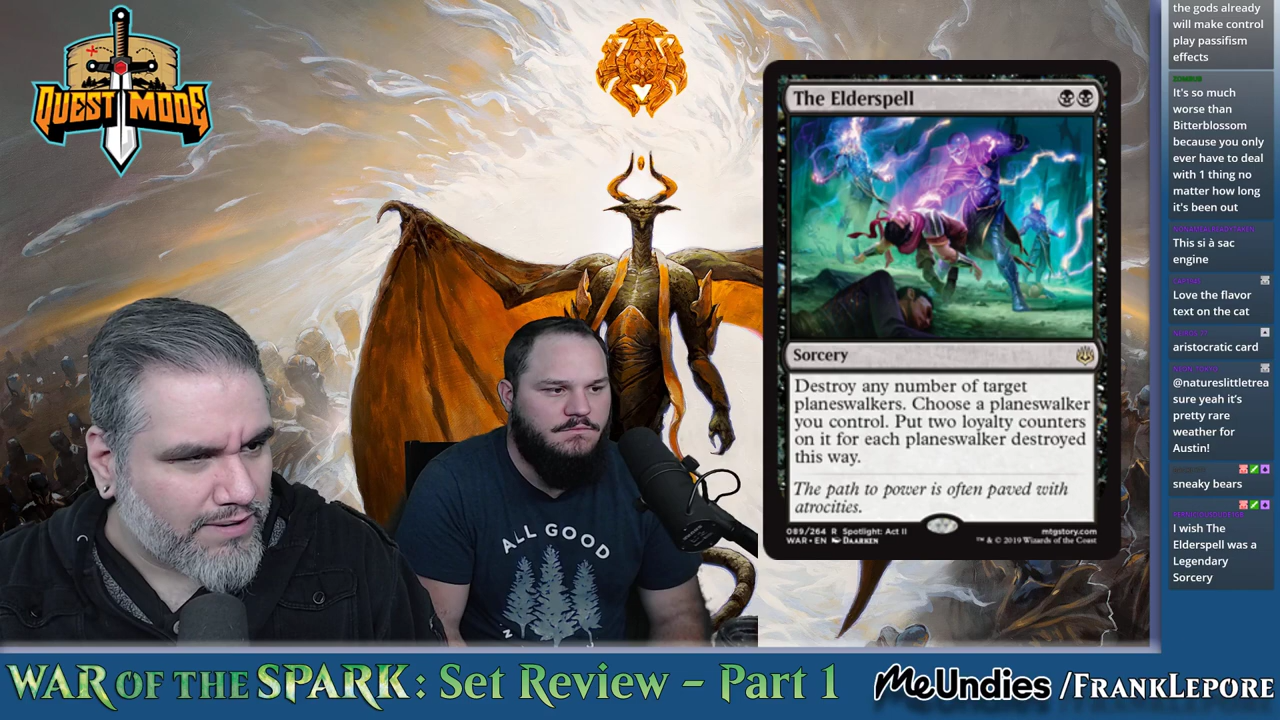 QUEST MODE
The Elderspell
Sorcery
Destroy any number of target
planeswalkers. Choose a planeswalker
you control. Put two loyalty counters
on it for each planeswalker destroyed
this way.
The path to power is often paved with
atrocities.
089/264 R Spotlight: Act II
WAR • EN DAARKEN
mtgstory.com
™ & © 2019 Wizards of the Coast
ALL GOOD
the gods already
will make control
play passifism
effects
It's so much
worse than
Bitterblossom
because you only
ever have to deal
with 1 thing no
matter how long
it's been out
This si à sac
engine
Love the flavor
text on the cat
aristocratic card
@natureslittletrea
sure yeah it's
pretty rare
weather for
Austin!
sneaky bears
I wish The
Elderspell was a
Legendary
Sorcery
WAR OF THE SPARK: Set Review - Part 1
MeUndies /FRANKLEPORE